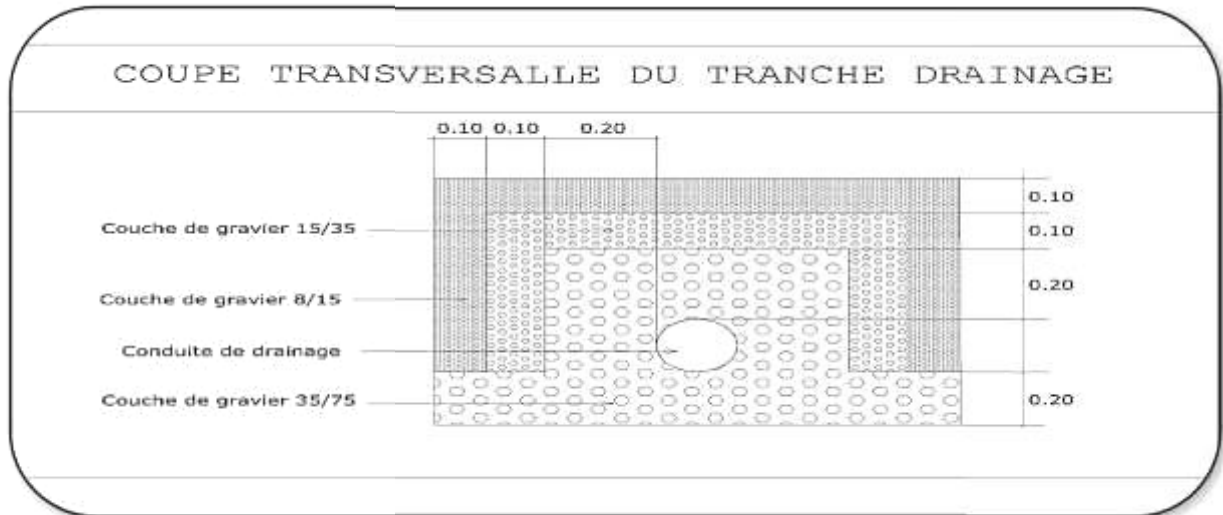 COUPE TRANSVERSALLE DU TRANCHE DRAINAGE
0.10 0.10 0.20
0.10
Couche de gravier 15/35
0.10
0.20
Couche de gravier 8/15
Conduite de drainage
Couche de gravier 35/75
0.20